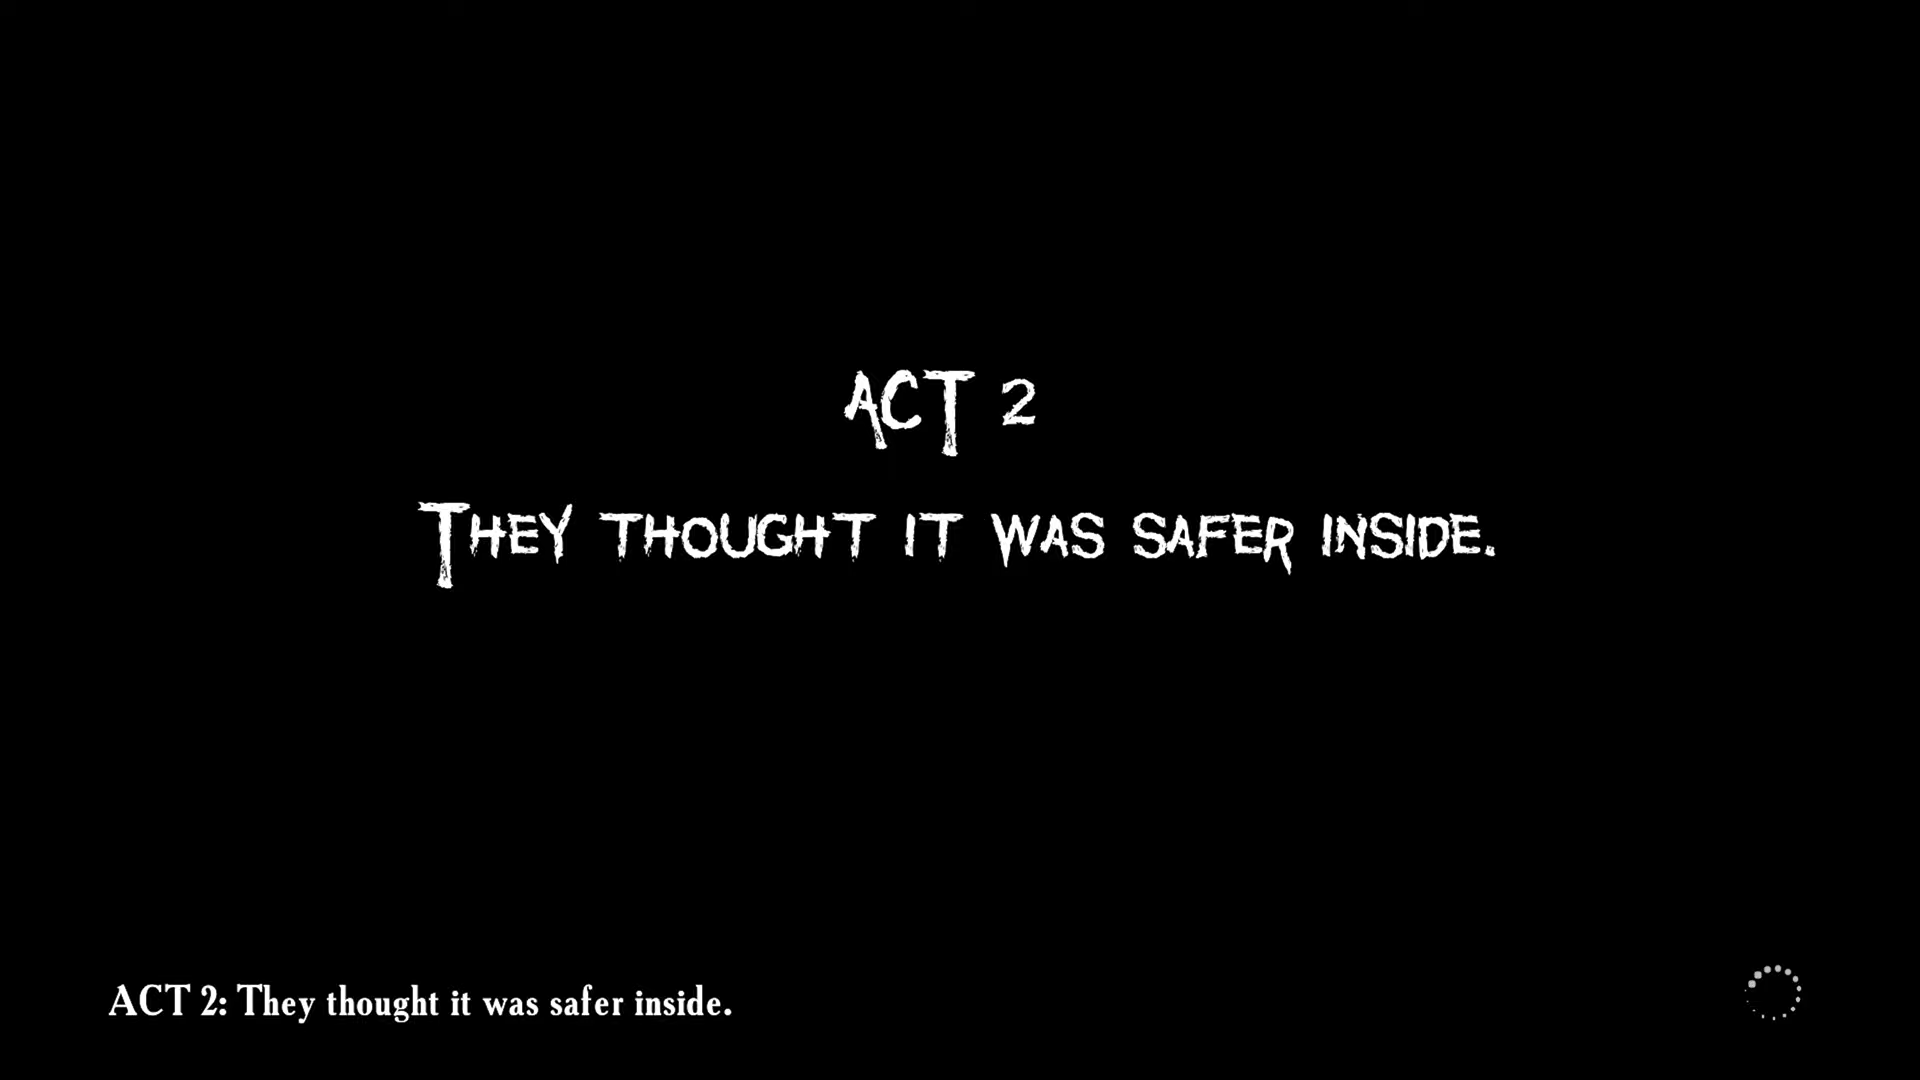 ACT 2
They thought it was safer inside.
ACT 2: They thought it was safer inside.